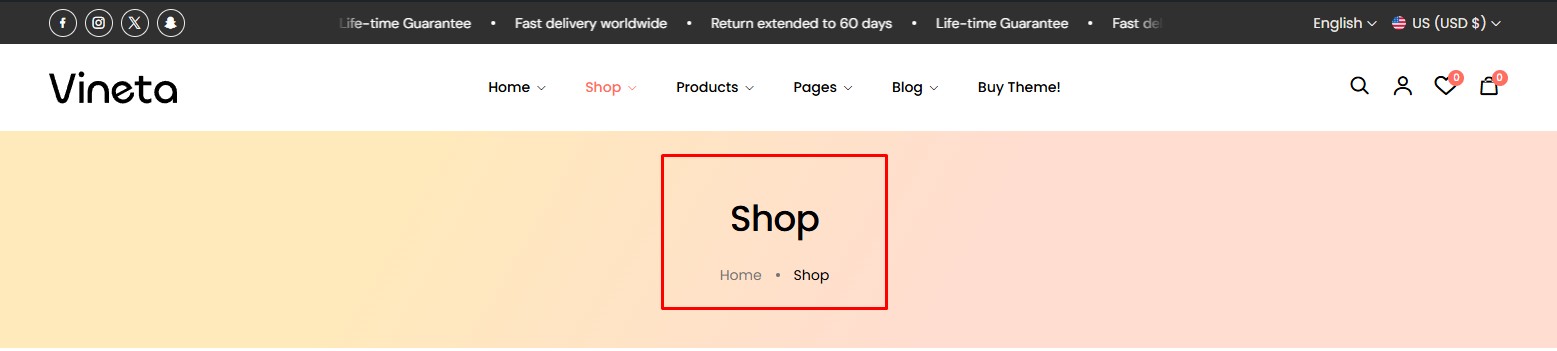 Life-time Guarantee • Fast delivery worldwide • Return extended to 60 days • Life-time Guarantee • Fast del
English US (USD $)
Vineta
Home Shop Products Pages Blog Buy Theme!
0 0
Shop
Home • Shop